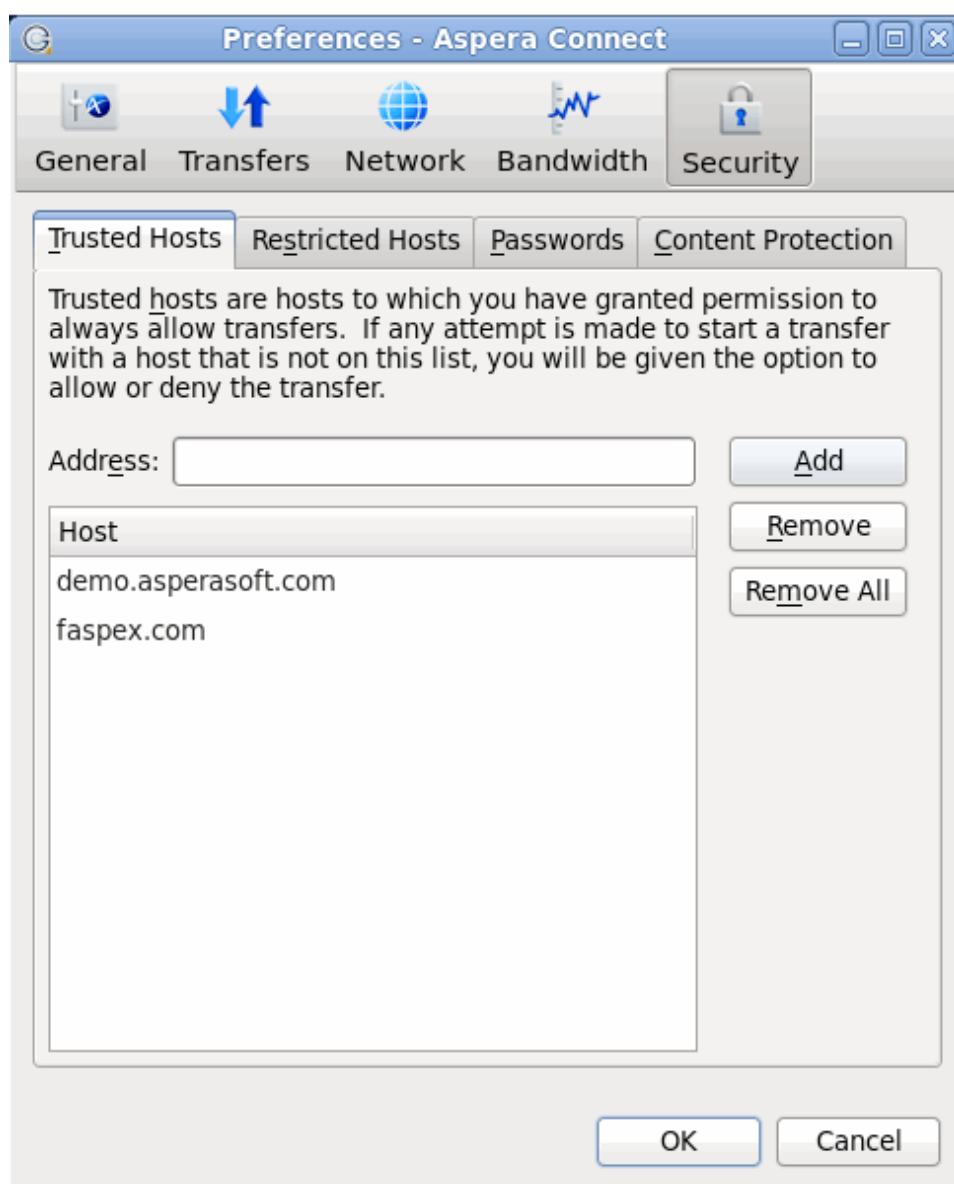 Preferences - Aspera Connect
General Transfers Network Bandwidth Security
Trusted Hosts Restricted Hosts Passwords Content Protection
Trusted hosts are hosts to which you have granted permission to
always allow transfers.  If any attempt is made to start a transfer
with a host that is not on this list, you will be given the option to
allow or deny the transfer.
Address: Add
Host Remove
demo.asperasoft.com Remove All
faspex.com
OK Cancel